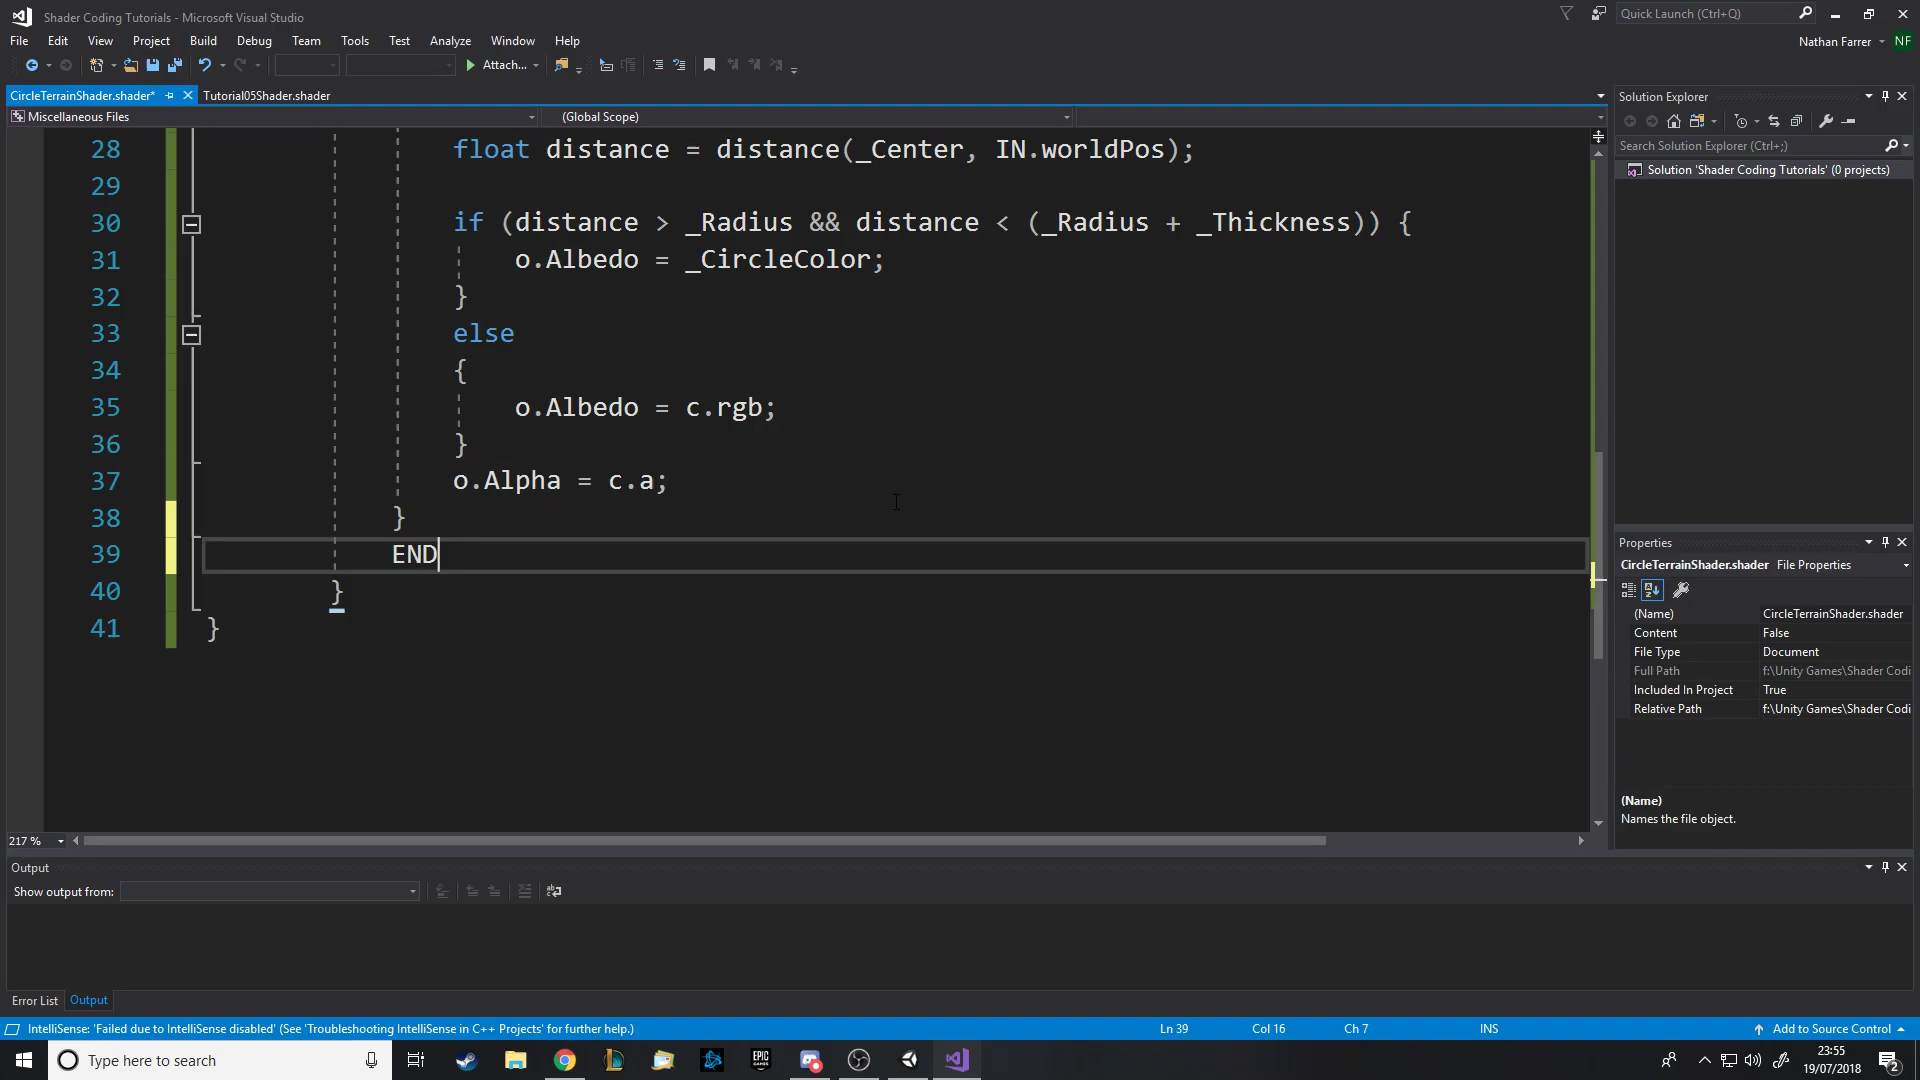 Shader Coding Tutorials - Microsoft Visual Studio
Quick Launch (Ctrl+Q)
File Edit View Project Build Debug Team Tools Test Analyze Window Help
Nathan Farrer NF
Attach...
CircleTerrainShader.shader* Tutorial05Shader.shader
Miscellaneous Files (Global Scope)
28 float distance = distance(_Center, IN.worldPos);
29
30 if (distance > _Radius && distance < (_Radius + _Thickness)) {
31 o.Albedo = _CircleColor;
32 }
33 else
34 {
35 o.Albedo = c.rgb;
36 }
37 o.Alpha = c.a;
38 }
39 END
40 }
41 }
217 %
Solution Explorer
Search Solution Explorer (Ctrl+;)
Solution 'Shader Coding Tutorials' (0 projects)
Properties
CircleTerrainShader.shader File Properties
(Name) CircleTerrainShader.shader
Content False
File Type Document
Full Path f:\Unity Games\Shader Codi
Included In Project True
Relative Path f:\Unity Games\Shader Codi
(Name)
Names the file object.
Output
Show output from:
Error List Output
IntelliSense: 'Failed due to IntelliSense disabled' (See 'Troubleshooting IntelliSense in C++ Projects' for further help.)
Ln 39 Col 16 Ch 7 INS Add to Source Control
Type here to search
EPIC GAMES
23:55
19/07/2018
2